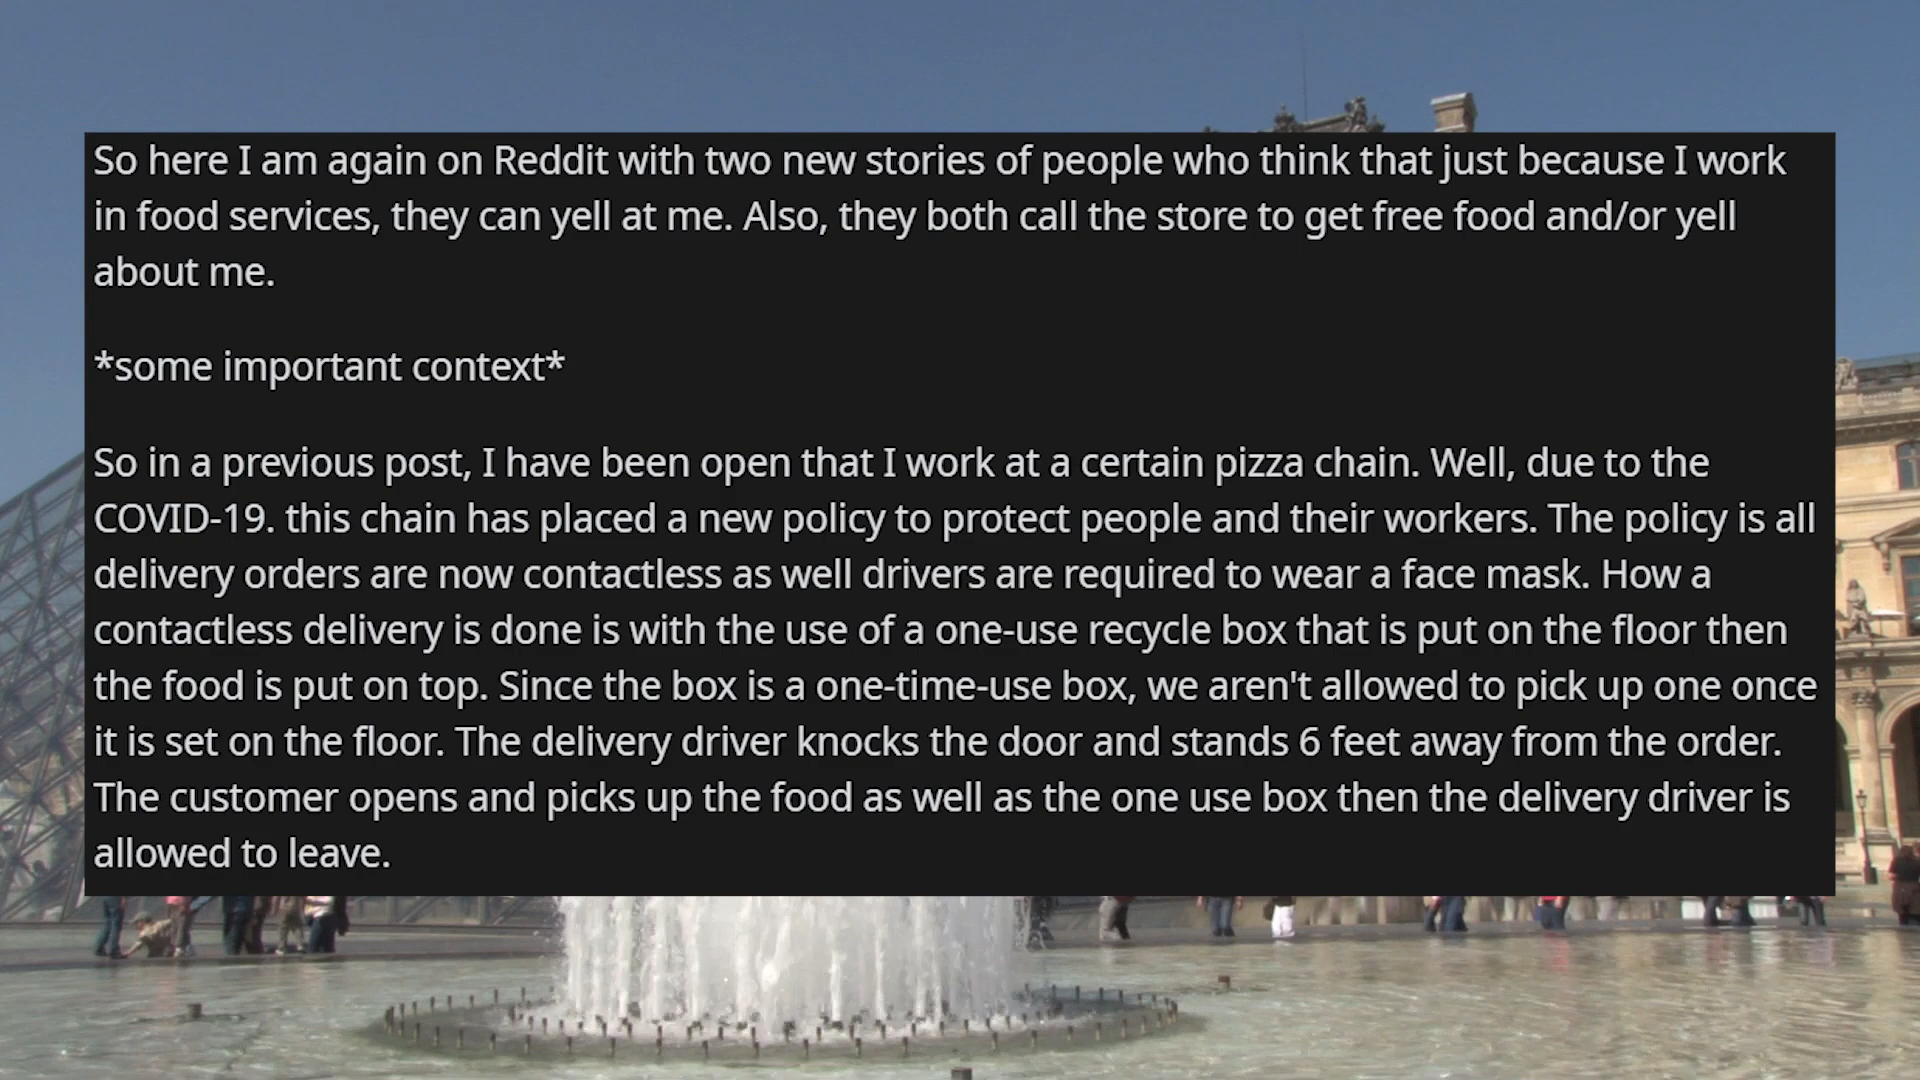 So here I am again on Reddit with two new stories of people who think that just because I work
in food services, they can yell at me. Also, they both call the store to get free food and/or yell
about me.
*some important context*
So in a previous post, I have been open that I work at a certain pizza chain. Well, due to the
COVID-19. this chain has placed a new policy to protect people and their workers. The policy is all
delivery orders are now contactless as well drivers are required to wear a face mask. How a
contactless delivery is done is with the use of a one-use recycle box that is put on the floor then
the food is put on top. Since the box is a one-time-use box, we aren't allowed to pick up one once
it is set on the floor. The delivery driver knocks the door and stands 6 feet away from the order.
The customer opens and picks up the food as well as the one use box then the delivery driver is
allowed to leave.